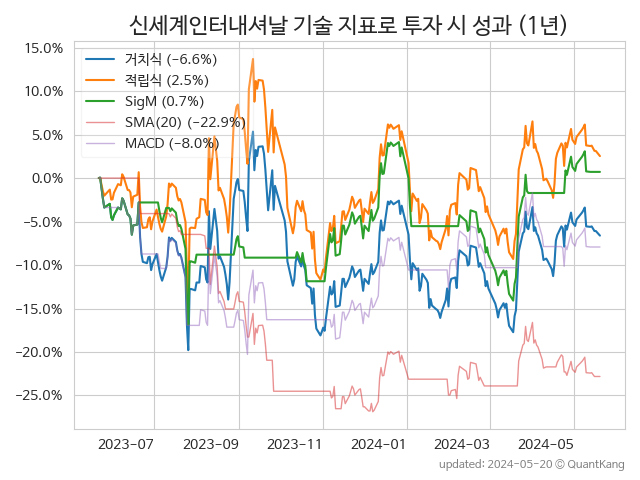 신세계인터내셔날 기술 지표로 투자 시 성과 (1년)
15.0%
10.0%
5.0%
0.0%
−5.0%
−10.0%
−15.0%
−20.0%
−25.0%
거치식 (−6.6%)
적립식 (2.5%)
SigM (0.7%)
SMA(20) (−22.9%)
MACD (−8.0%)
2023-07
2023-09
2023-11
2024-01
2024-03
2024-05
updated: 2024-05-20 © QuantKang